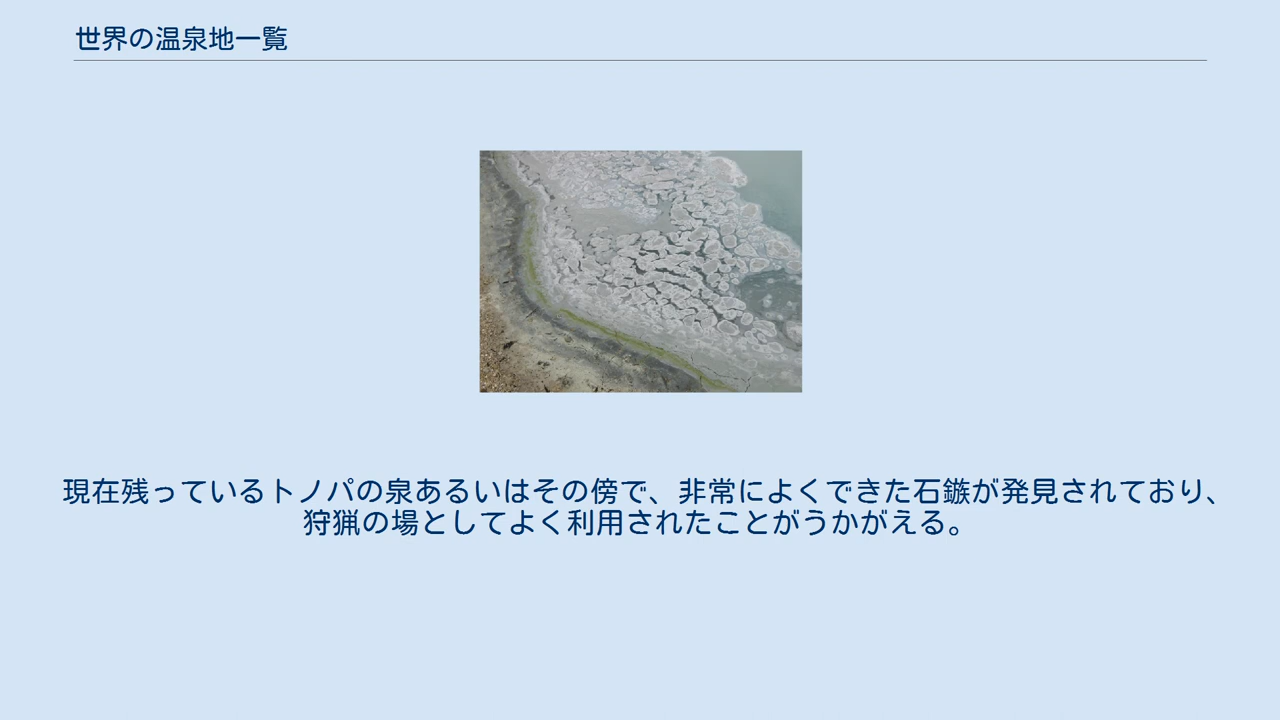 世界の温泉地一覧
現在残っているトノパの泉あるいはその傍で、非常によくできた石鏃が発見されており、
狩猟の場としてよく利用されたことがうかがえる。